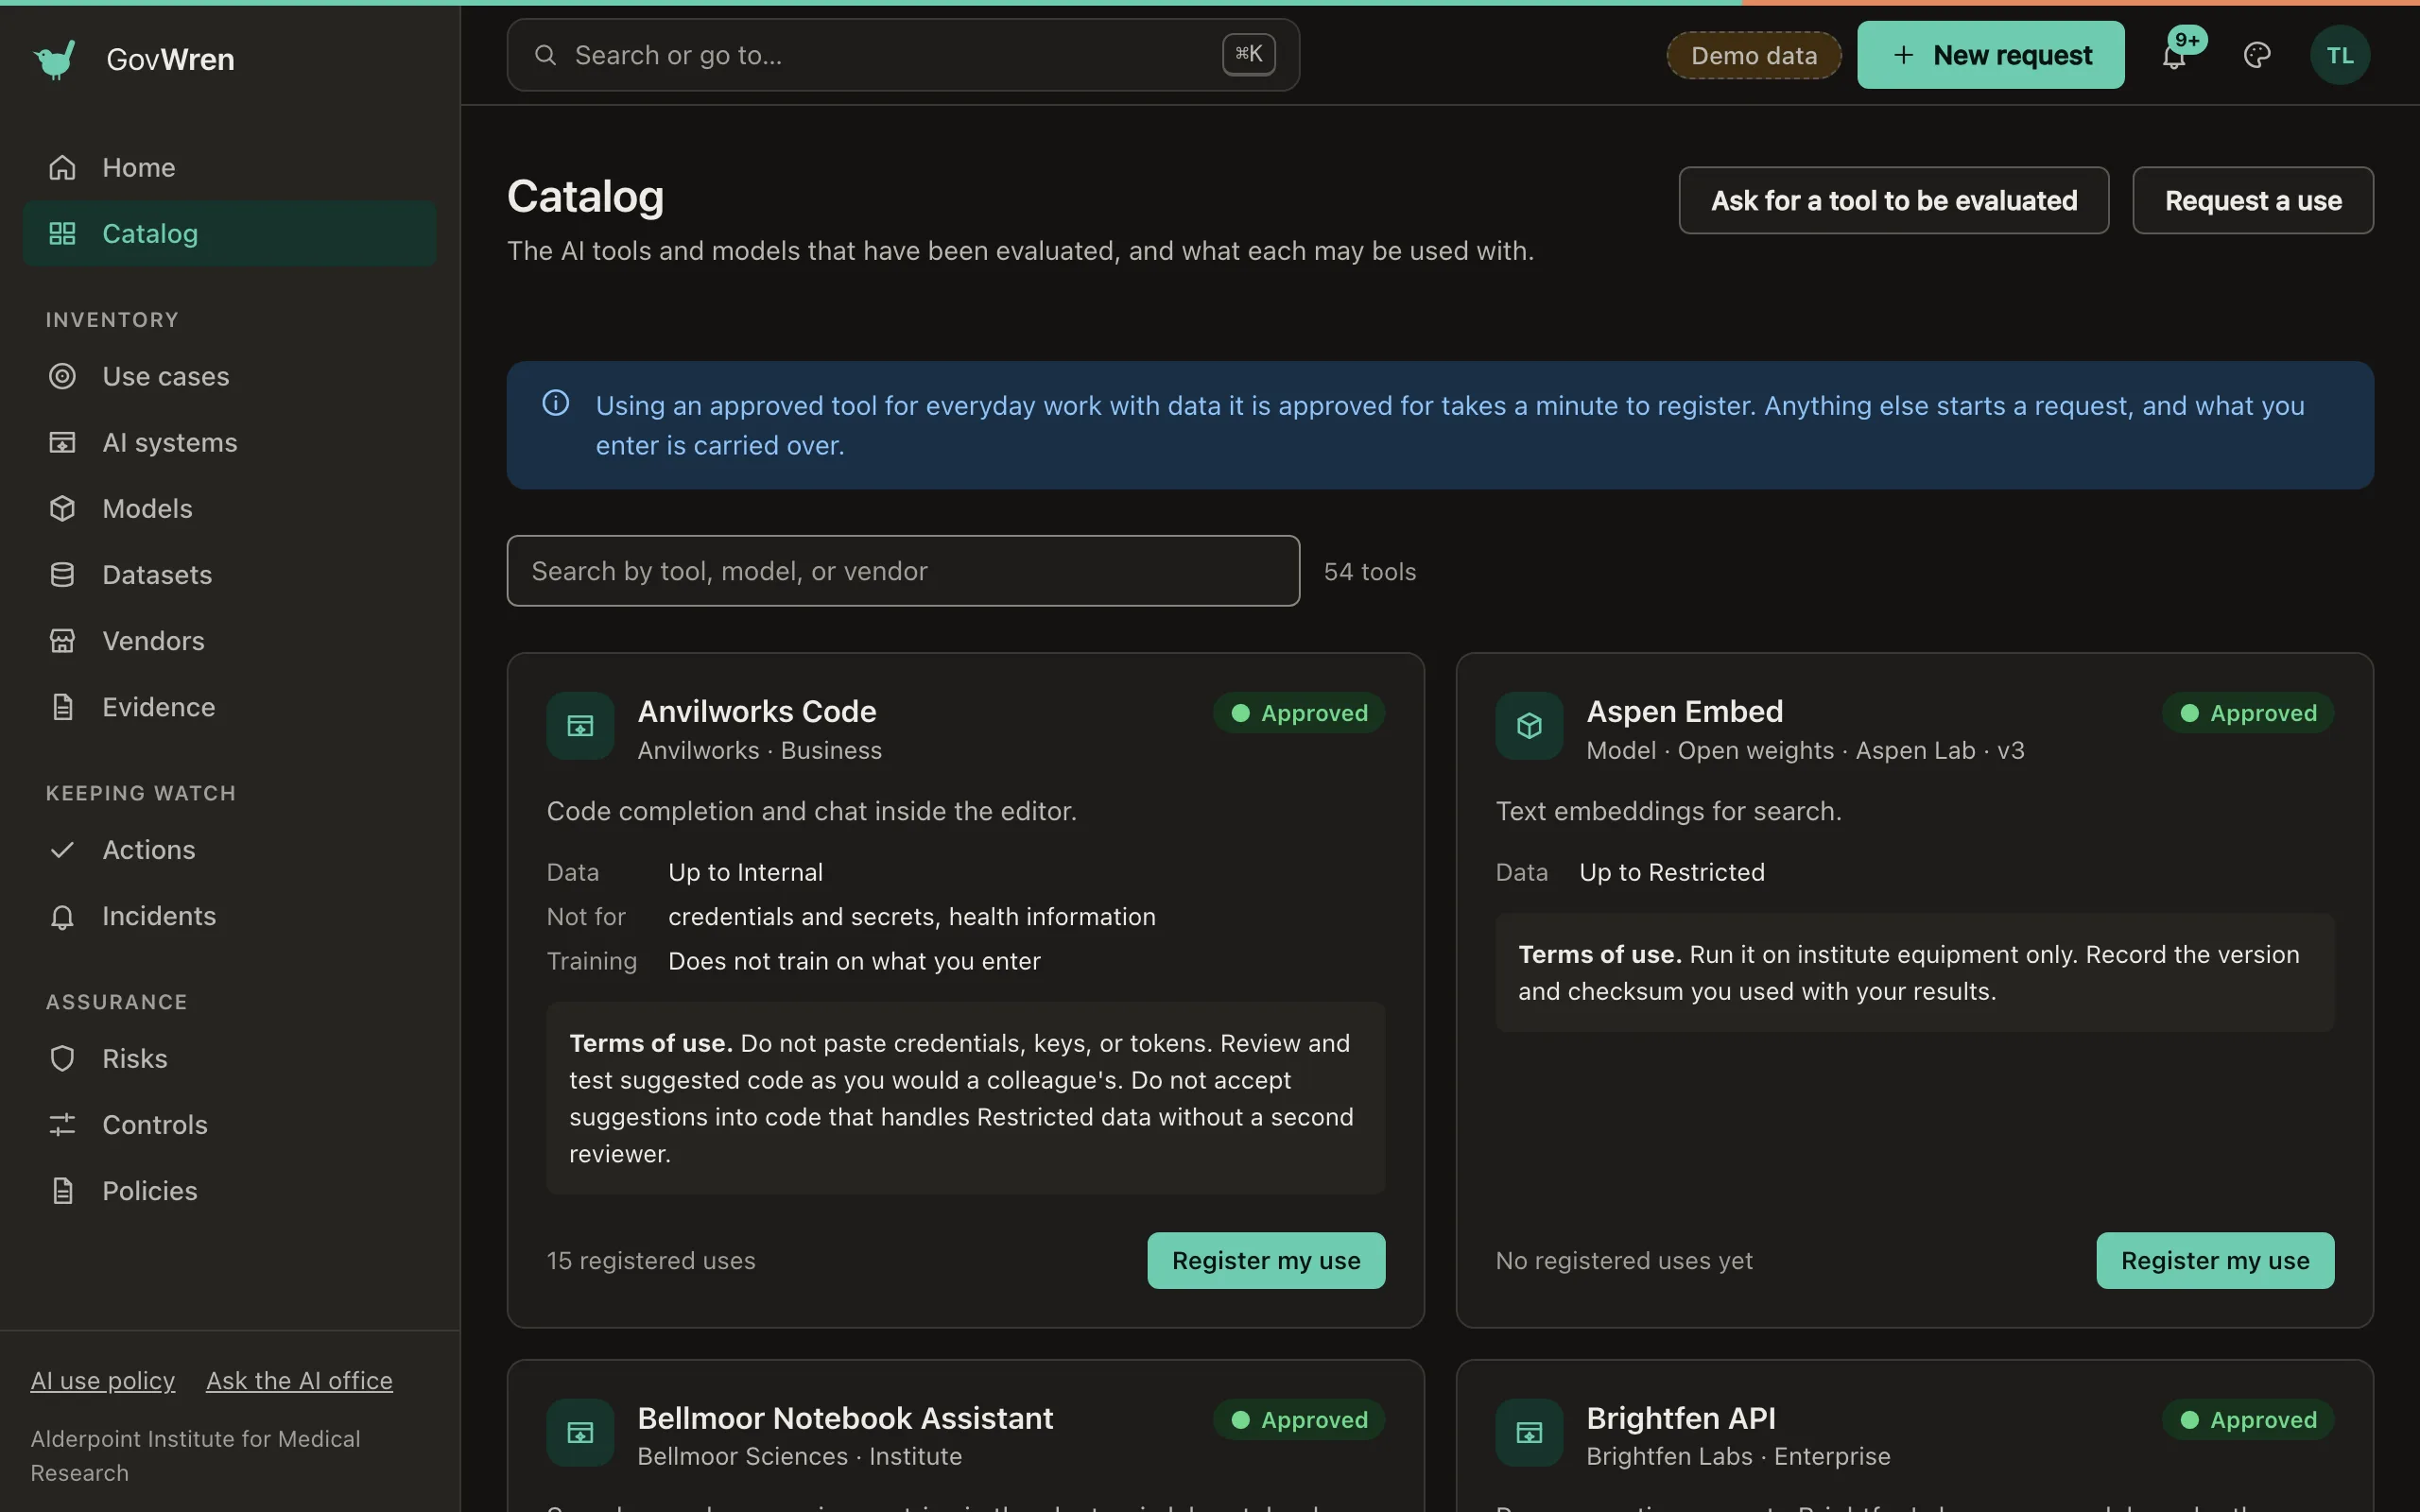 GovWren
Search or go to...
⌘K
Demo data
+ New request
9+
TL
Home
Catalog
INVENTORY
Use cases
AI systems
Models
Datasets
Vendors
Evidence
KEEPING WATCH
Actions
Incidents
ASSURANCE
Risks
Controls
Policies
AI use policy
Ask the AI office
Alderpoint Institute for Medical
Research
Catalog
The AI tools and models that have been evaluated, and what each may be used with.
Ask for a tool to be evaluated
Request a use
Using an approved tool for everyday work with data it is approved for takes a minute to register. Anything else starts a request, and what you
enter is carried over.
Search by tool, model, or vendor
54 tools
Anvilworks Code
Approved
Anvilworks · Business
Code completion and chat inside the editor.
Data Up to Internal
Not for credentials and secrets, health information
Training Does not train on what you enter
Terms of use. Do not paste credentials, keys, or tokens. Review and
test suggested code as you would a colleague's. Do not accept
suggestions into code that handles Restricted data without a second
reviewer.
15 registered uses
Register my use
Aspen Embed
Approved
Model · Open weights · Aspen Lab · v3
Text embeddings for search.
Data Up to Restricted
Terms of use. Run it on institute equipment only. Record the version
and checksum you used with your results.
No registered uses yet
Register my use
Bellmoor Notebook Assistant
Approved
Bellmoor Sciences · Institute
Brightfen API
Approved
Brightfen Labs · Enterprise